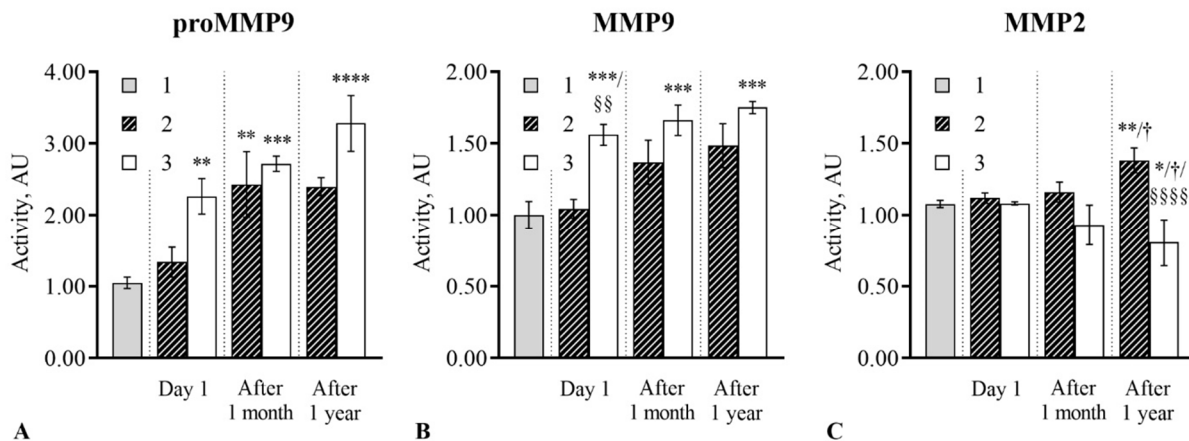 proMMP9
Activity, AU
4.00
3.00
2.00
1.00
0.00
1
2
3
**
**
***
****
Day 1
After
1 month
After
1 year
A
MMP9
Activity, AU
2.00
1.50
1.00
0.50
0.00
1
2
3
***/
§§
***
***
Day 1
After
1 month
After
1 year
B
MMP2
Activity, AU
2.00
1.50
1.00
0.50
0.00
1
2
3
**/†
*/†/
§§§§
Day 1
After
1 month
After
1 year
C